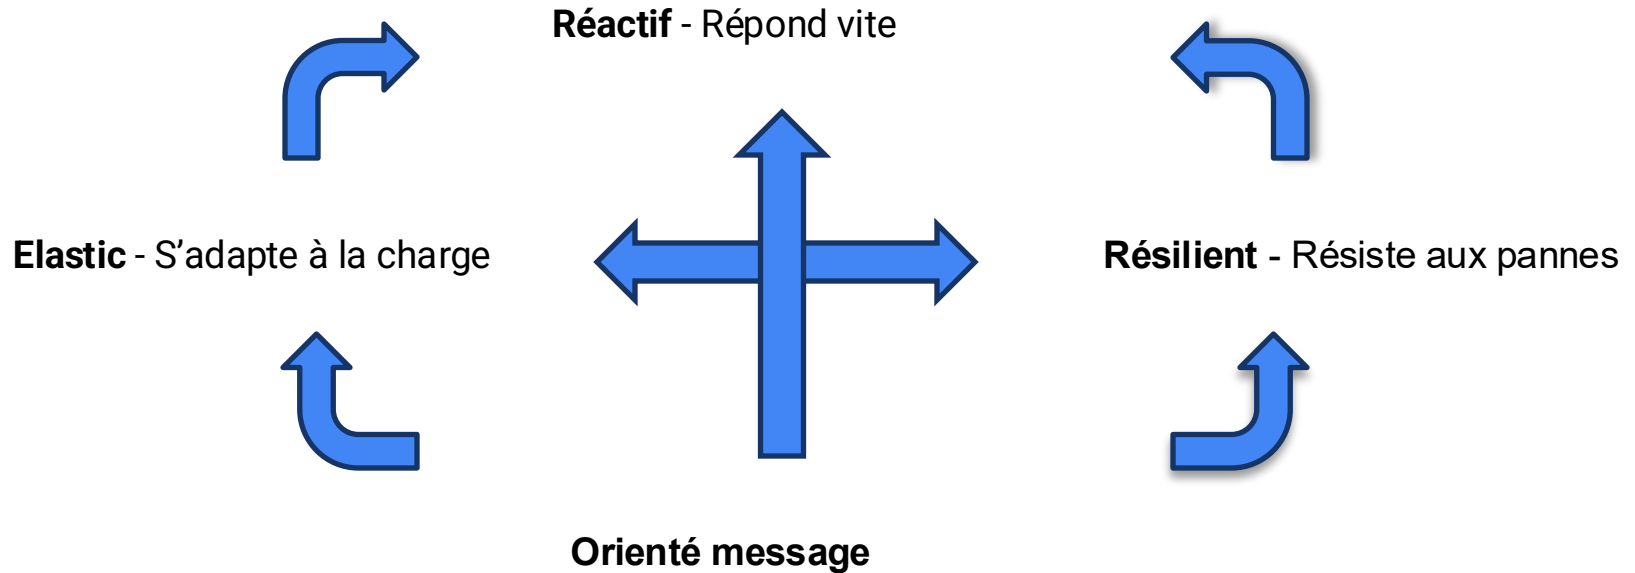 Réactif - Répond vite
Elastic - S’adapte à la charge
Résilient - Résiste aux pannes
Orienté message